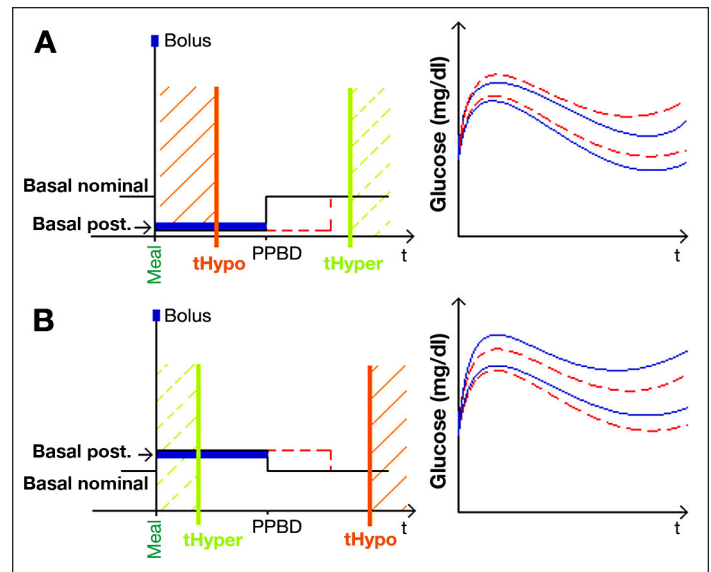 A
Bolus
Basal nominal
Basal post.
Meal
tHypo
PPBD
tHyper
t
Glucose (mg/dl)
t
B
Bolus
Basal post.
Basal nominal
Meal
tHyper
PPBD
tHypo
t
Glucose (mg/dl)
t